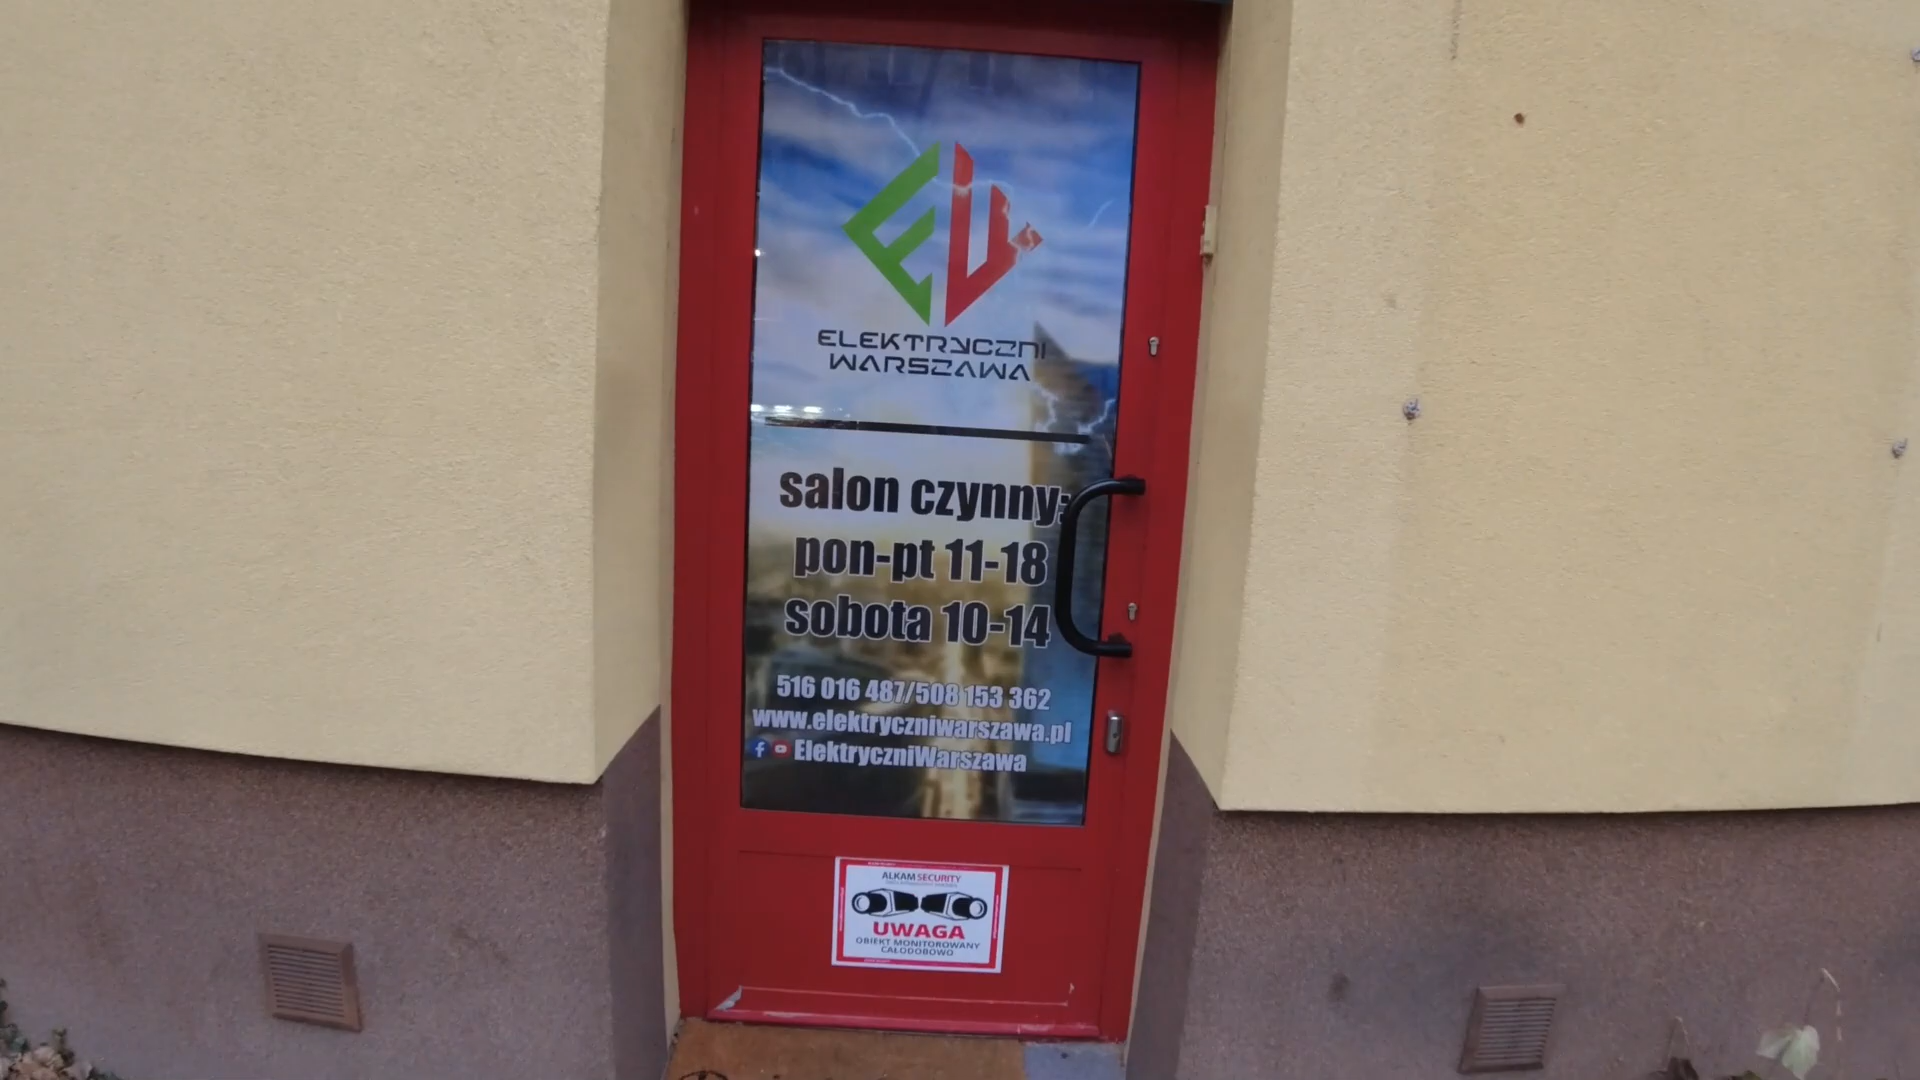 EW
ELEKTRYCZNI
WARSZAWA
salon czynny:
pon-pt 11-18
sobota 10-14
516 016 487/508 153 362
www.elektryczniwarszawa.pl
ElektryczniWarszawa
ALKAM SECURITY
UWAGA
OBIEKT MONITOROWANY
CAŁODOBOWO